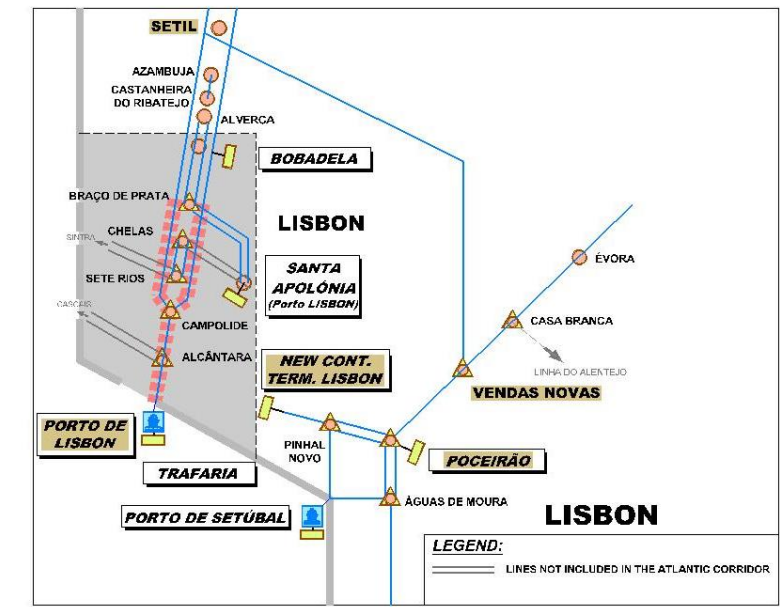 SETIL
AZAMBUJA
CASTANHEIRA
DO RIBATEJO
ALVERCA
BOBADELA
BRAÇO DE PRATA
LISBON
CHELAS
SINTRA
SANTA
APOLÓNIA
(Porto LISBON)
SETE RIOS
ÉVORA
CASCAIS
CAMPOLIDE
CASA BRANCA
ALCÂNTARA
NEW CONT.
TERM. LISBON
LINHA DO ALENTEJO
VENDAS NOVAS
PORTO DE
LISBON
PINHAL
NOVO
POCEIRÃO
TRAFARIA
ÁGUAS DE MOURA
PORTO DE SETÚBAL
LISBON
LEGEND:
LINES NOT INCLUDED IN THE ATLANTIC CORRIDOR